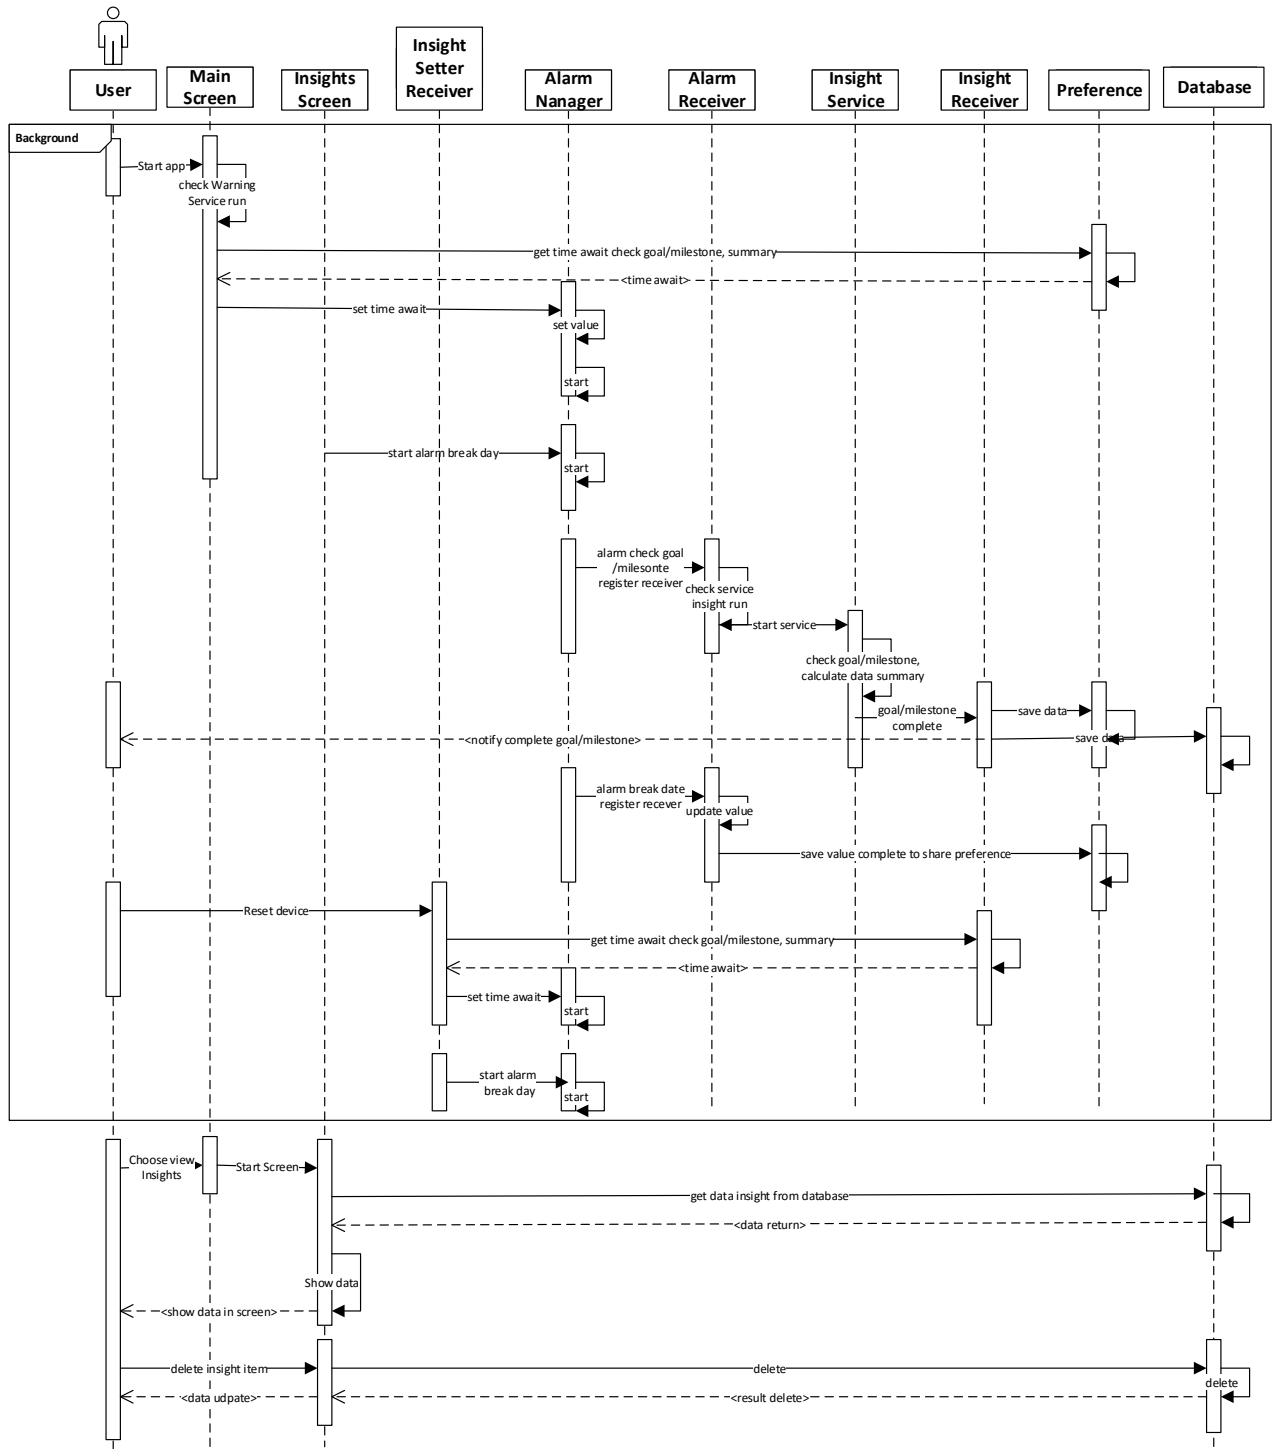 User
Main
Screen
Insights
Screen
Insight
Setter
Receiver
Alarm
Nanager
Alarm
Receiver
Insight
Service
Insight
Receiver
Preference
Database
Background
Start app
check Warning
Service run
get time await check goal/milestone, summary
<time await>
set time await
set value
start
start alarm break day
start
alarm check goal
/milesonte
register receiver
check service
insight run
start service
check goal/milestone,
calculate data summary
goal/milestone
complete
save data
<notify complete goal/milestone>
save data
alarm break date
register recever
update value
save value complete to share preference
Reset device
get time await check goal/milestone, summary
<time await>
set time await
start
start alarm
break day
start
Choose view
Insights
Start Screen
get data insight from database
<data return>
Show data
<show data in screen>
delete insight item
delete
delete
<data udpate>
<result delete>